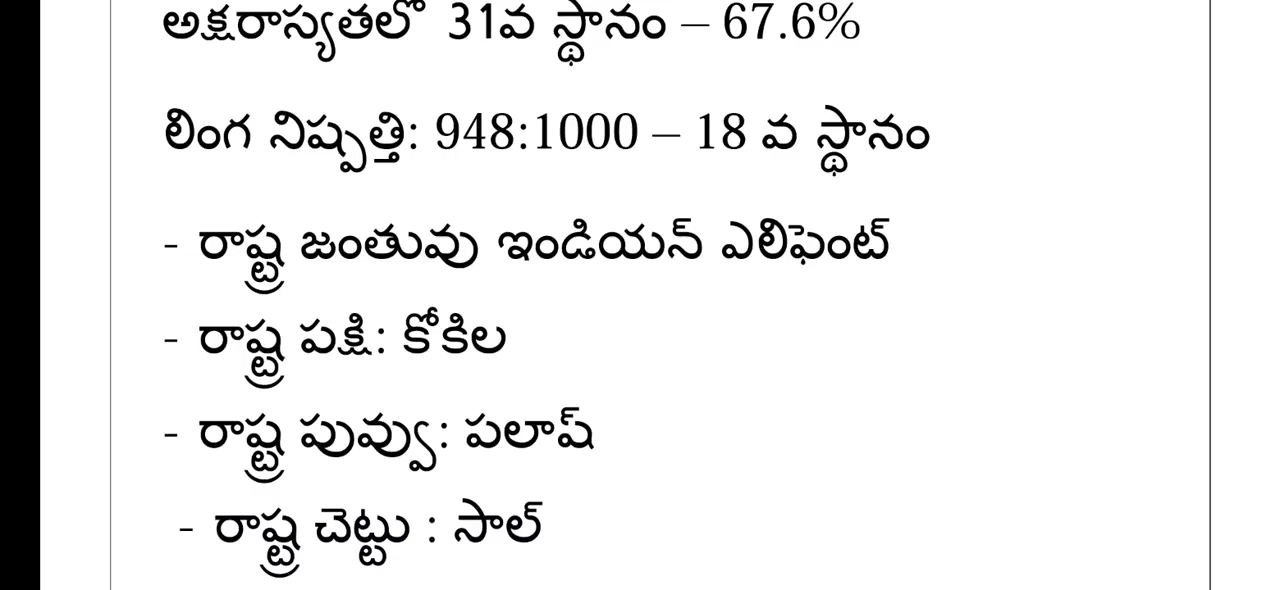 అక్షరాస్యతలో 31వ స్థానం – 67.6%
లింగ నిష్పత్తి: 948:1000 – 18 వ స్థానం
- రాష్ట్ర జంతువు ఇండియన్ ఎలిఫెంట్
- రాష్ట్ర పక్షి: కోకిల
- రాష్ట్ర పువ్వు: పలాష్
- రాష్ట్ర చెట్టు : సాల్